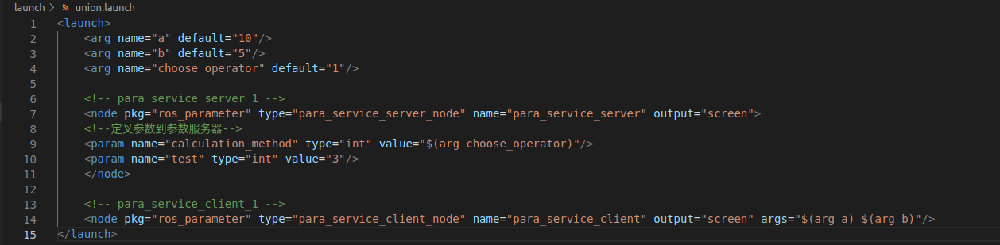 launch > union.launch
1 <launch>
2     <arg name="a" default="10"/>
3     <arg name="b" default="5"/>
4     <arg name="choose_operator" default="1"/>
5
6     <!-- para_service_server_1 -->
7     <node pkg="ros_parameter" type="para_service_server_node" name="para_service_server" output="screen">
8     <!--定义参数到参数服务器-->
9     <param name="calculation_method" type="int" value="$(arg choose_operator)"/>
10     <param name="test" type="int" value="3"/>
11     </node>
12
13     <!-- para_service_client_1 -->
14     <node pkg="ros_parameter" type="para_service_client_node" name="para_service_client" output="screen" args="$(arg a) $(arg b)"/>
15 </launch>